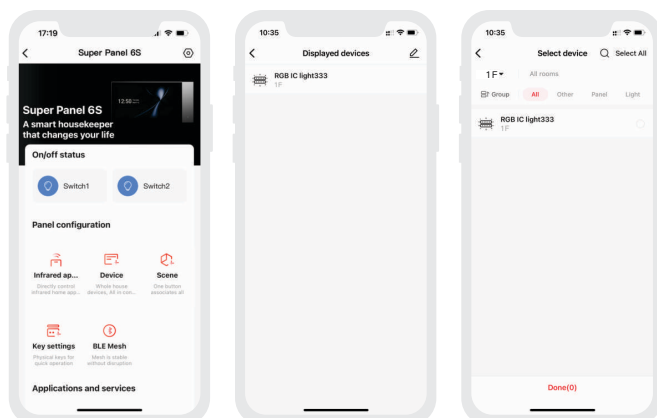 17:19
Super Panel 6S
12:50
Super Panel 6S
A smart housekeeper
that changes your life
On/off status
Switch1
Switch2
Panel configuration
Infrared ap...
Directly control
infrared home app...
Device
Whole house
devices, All in con...
Scene
One button
associates all
Key settings
Physical keys for
quick operation
BLE Mesh
Mesh is stable
without disruption
Applications and services
10:35
Displayed devices
RGB IC light333
1F
10:35
Select device
Select All
1F
All rooms
Group
All
Other
Panel
Light
RGB IC light333
1F
Done(0)